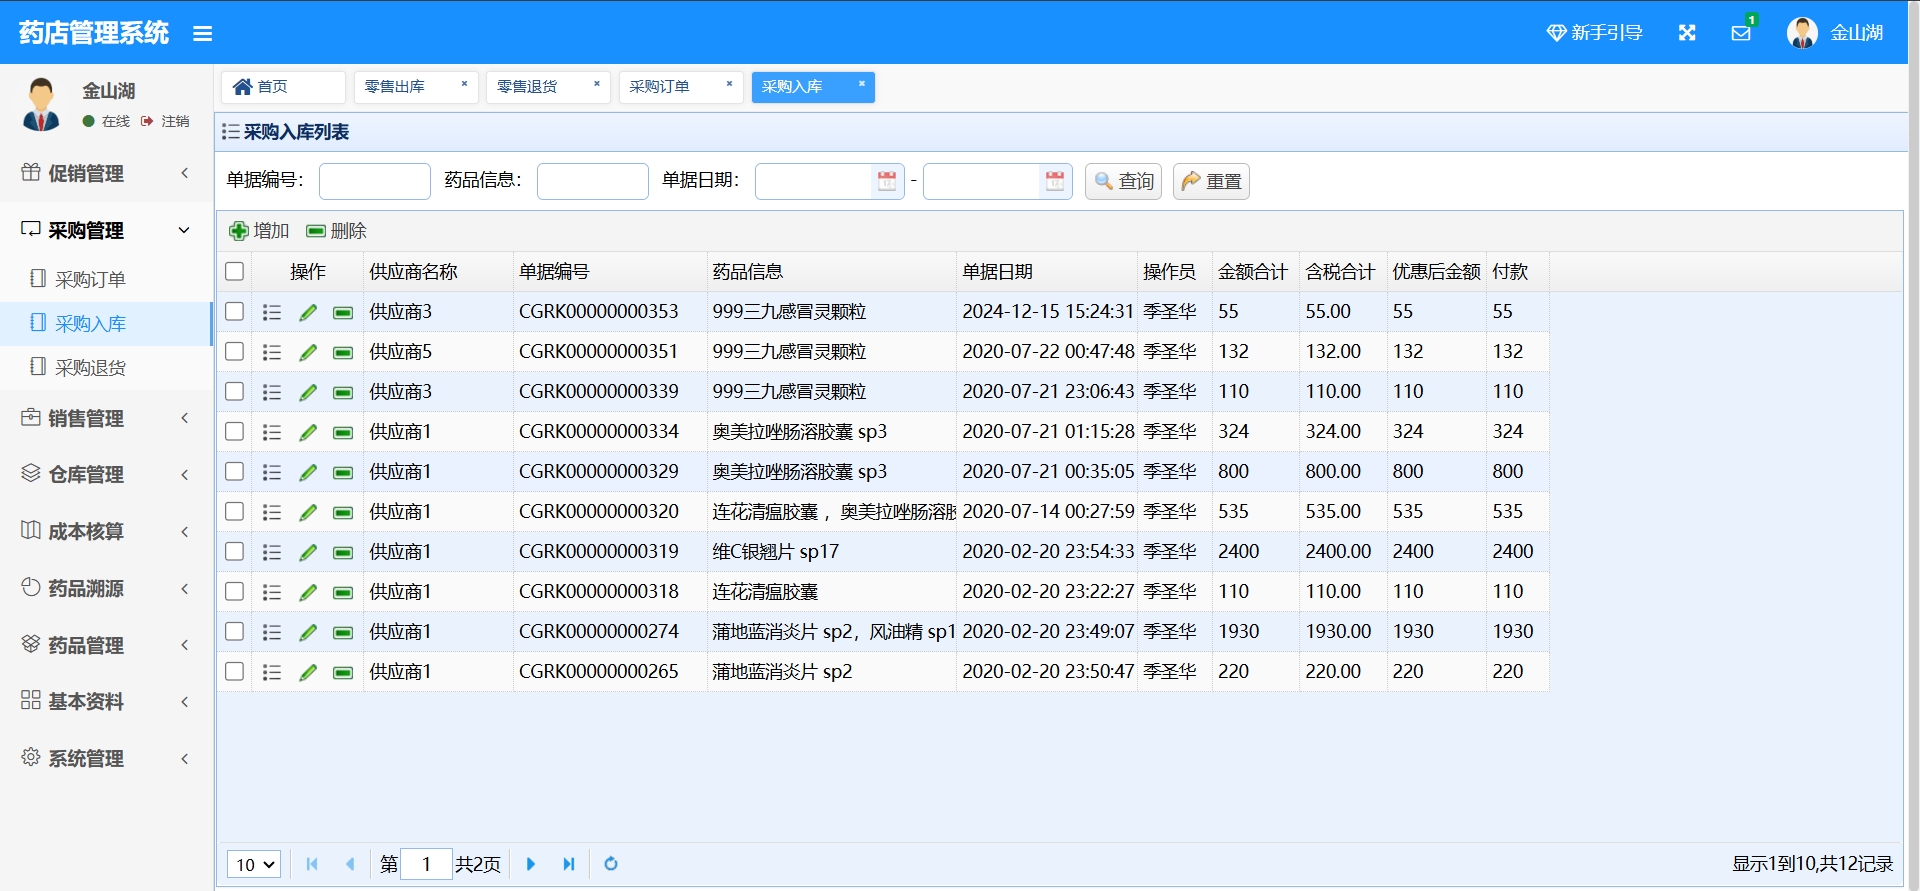 药店管理系统
新手引导
1
金山湖
金山湖
在线 注销
促销管理
采购管理
采购订单
采购入库
采购退货
销售管理
仓库管理
成本核算
药品溯源
药品管理
基本资料
系统管理
首页 零售出库 零售退货 采购订单 采购入库
采购入库列表
单据编号： 药品信息： 单据日期： - 查询 重置
增加 删除
操作 供应商名称 单据编号 药品信息 单据日期 操作员 金额合计 含税合计 优惠后金额 付款
供应商3 CGRK00000000353 999三九感冒灵颗粒 2024-12-15 15:24:31 季圣华 55 55.00 55 55
供应商5 CGRK00000000351 999三九感冒灵颗粒 2020-07-22 00:47:48 季圣华 132 132.00 132 132
供应商3 CGRK00000000339 999三九感冒灵颗粒 2020-07-21 23:06:43 季圣华 110 110.00 110 110
供应商1 CGRK00000000334 奥美拉唑肠溶胶囊 sp3 2020-07-21 01:15:28 季圣华 324 324.00 324 324
供应商1 CGRK00000000329 奥美拉唑肠溶胶囊 sp3 2020-07-21 00:35:05 季圣华 800 800.00 800 800
供应商1 CGRK00000000320 连花清瘟胶囊 ，奥美拉唑肠溶胶 2020-07-14 00:27:59 季圣华 535 535.00 535 535
供应商1 CGRK00000000319 维C银翘片 sp17 2020-02-20 23:54:33 季圣华 2400 2400.00 2400 2400
供应商1 CGRK00000000318 连花清瘟胶囊 2020-02-20 23:22:27 季圣华 110 110.00 110 110
供应商1 CGRK00000000274 蒲地蓝消炎片 sp2，风油精 sp1 2020-02-20 23:49:07 季圣华 1930 1930.00 1930 1930
供应商1 CGRK00000000265 蒲地蓝消炎片 sp2 2020-02-20 23:50:47 季圣华 220 220.00 220 220
10 第 1 共2页 显示1到10,共12记录